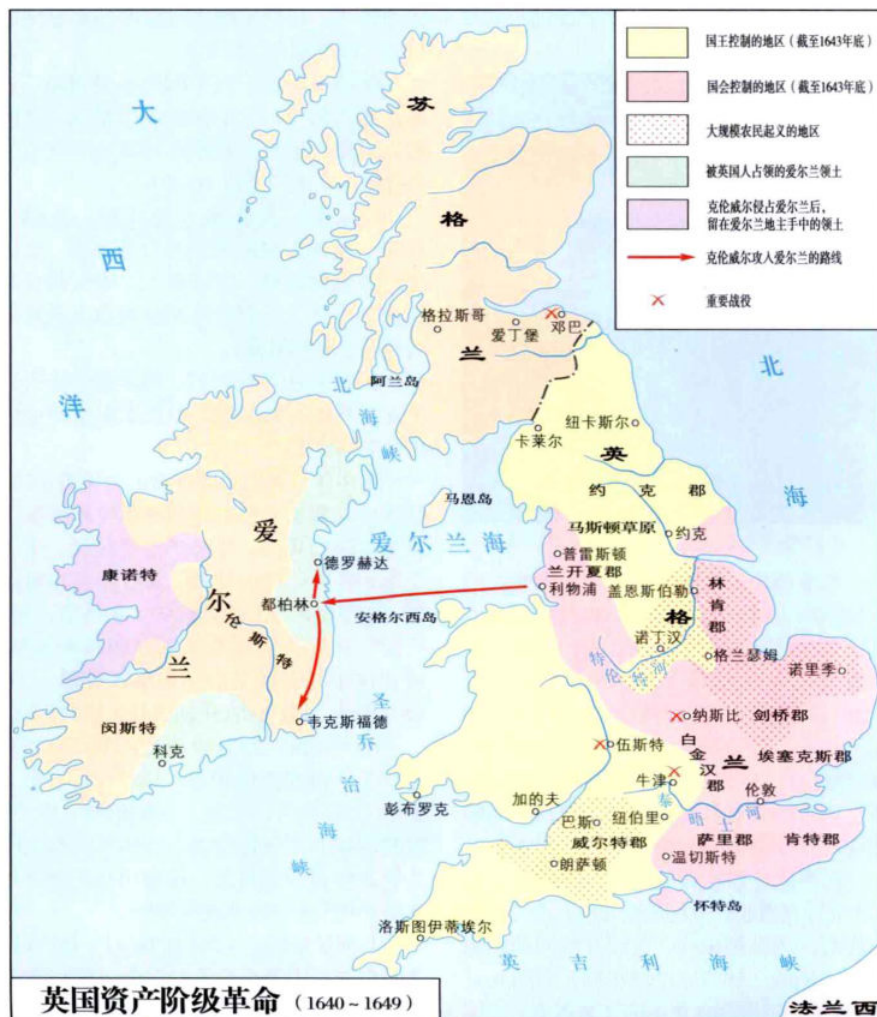 国王控制的地区(截至1643年底)
国会控制的地区(截至1643年底)
大规模农民起义的地区
被英国人占领的爱尔兰领土
克伦威尔侵占爱尔兰后,
留在爱尔兰地主手中的领土
克伦威尔攻入爱尔兰的路线
重要战役
大西洋
苏格兰
格拉斯哥
爱丁堡
邓巴
阿兰岛
北海峡
北海
卡莱尔
纽卡斯尔
英格兰
约克郡
马恩岛
爱尔兰海
马斯顿草原
约克
普雷斯顿
兰开夏郡
利物浦
盖恩斯伯勒
林肯郡
爱尔兰
康诺特
德罗赫达
都柏林
伦斯特
安格尔西岛
诺丁汉
特伦特河
格兰瑟姆
诺里季
韦克斯福德
闵斯特
科克
圣乔治海峡
纳斯比
剑桥郡
伍斯特
白金汉郡
埃塞克斯郡
牛津
伦敦
彭布罗克
加的夫
泰晤士河
巴斯
纽伯里
威尔特郡
萨里郡
肯特郡
朗萨顿
温切斯特
怀特岛
洛斯图伊蒂埃尔
英吉利海峡
法兰西
英国资产阶级革命(1640~1649)